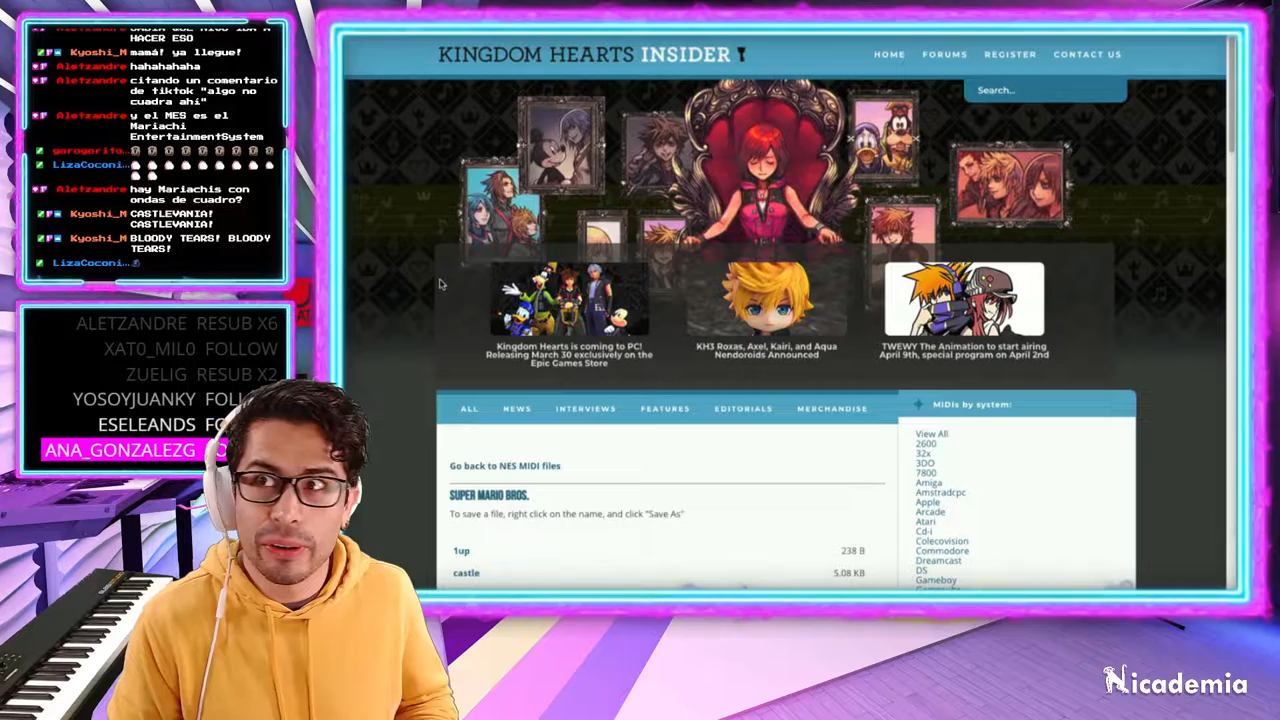 HACER ESO
Kyoshi_M mamá! ya llegue!
Aletzandre hahahahaha
Aletzandre citando un comentario
de tiktok "algo no
cuadra ahí"
Aletzandre y el MES es el
Mariachi
EntertainmentSystem
gorogorito...
LizaCoconi...
Aletzandre hay Mariachis con
ondas de cuadro?
Kyoshi_M CASTLEVANIA!
CASTLEVANIA!
Kyoshi_M BLOODY TEARS! BLOODY
TEARS!
LizaCoconi...
ALETZANDRE RESUB X6
XAT0_MIL0 FOLLOW
ZUELIG RESUB X2
YOSOYJUANKY FOLL
ESELEANDS FO
ANA_GONZALEZG
KINGDOM HEARTS INSIDER
HOME FORUMS REGISTER CONTACT US
Search...
Kingdom Hearts is coming to PC!
Releasing March 30 exclusively on the
Epic Games Store
KH3 Roxas, Axel, Kairi, and Aqua
Nendoroids Announced
TWEWY The Animation to start airing
April 9th, special program on April 2nd
ALL NEWS INTERVIEWS FEATURES EDITORIALS MERCHANDISE
Go back to NES MIDI files
SUPER MARIO BROS.
To save a file, right click on the name, and click "Save As"
1up 238 B
castle 5.08 KB
MIDIs by system:
View All
2600
32x
3DO
7800
Amiga
Amstradcpc
Apple
Arcade
Atari
Cd-i
Colecovision
Commodore
Dreamcast
DS
Gameboy
Nicademia